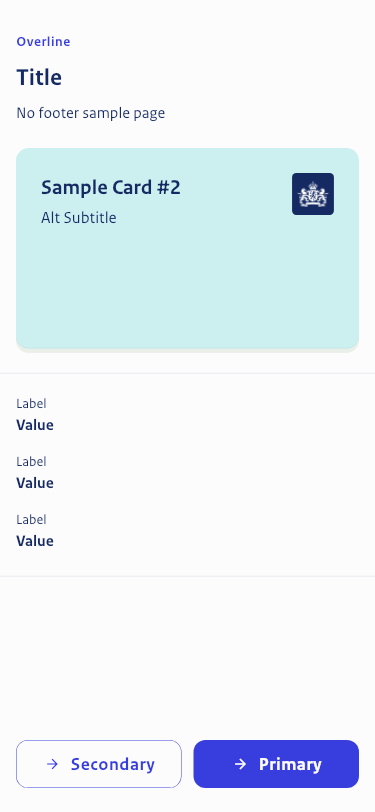 Overline
Title
No footer sample page
Sample Card #2
Alt Subtitle
Label
Value
Label
Value
Label
Value
Secondary
Primary